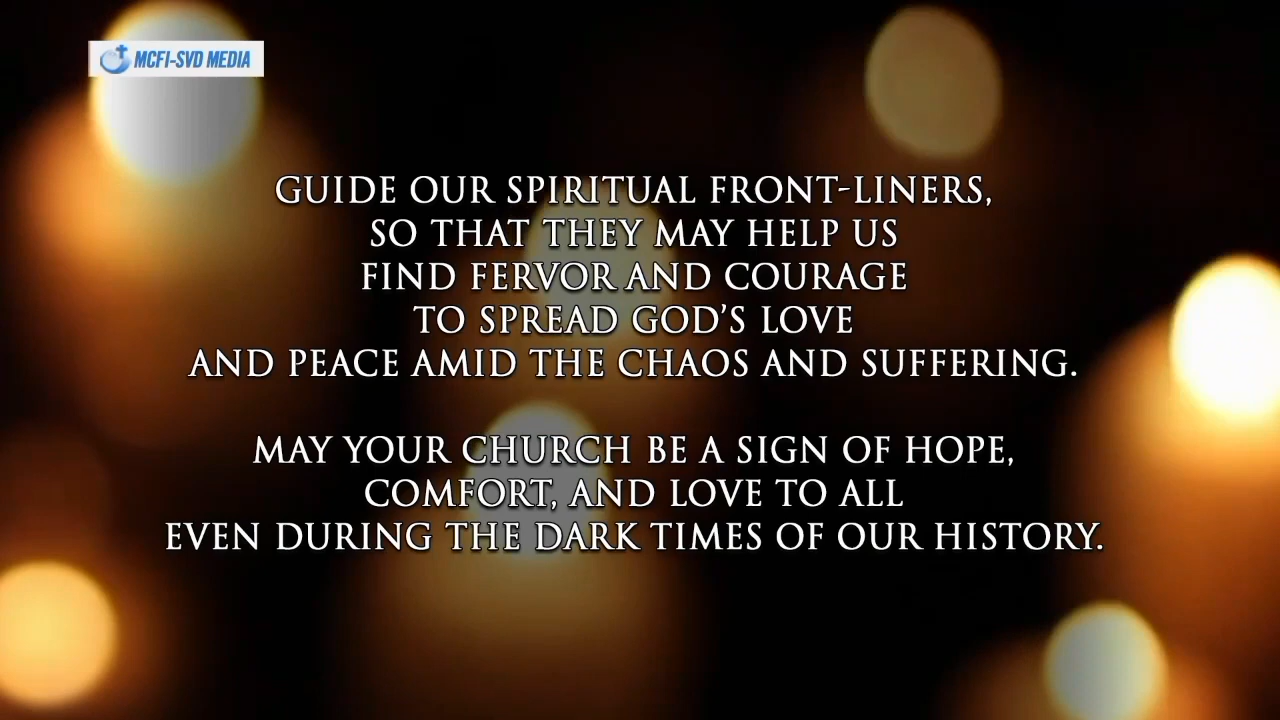 MCFI-SVD MEDIA
GUIDE OUR SPIRITUAL FRONT-LINERS,
SO THAT THEY MAY HELP US
FIND FERVOR AND COURAGE
TO SPREAD GOD'S LOVE
AND PEACE AMID THE CHAOS AND SUFFERING.
MAY YOUR CHURCH BE A SIGN OF HOPE,
COMFORT, AND LOVE TO ALL
EVEN DURING THE DARK TIMES OF OUR HISTORY.